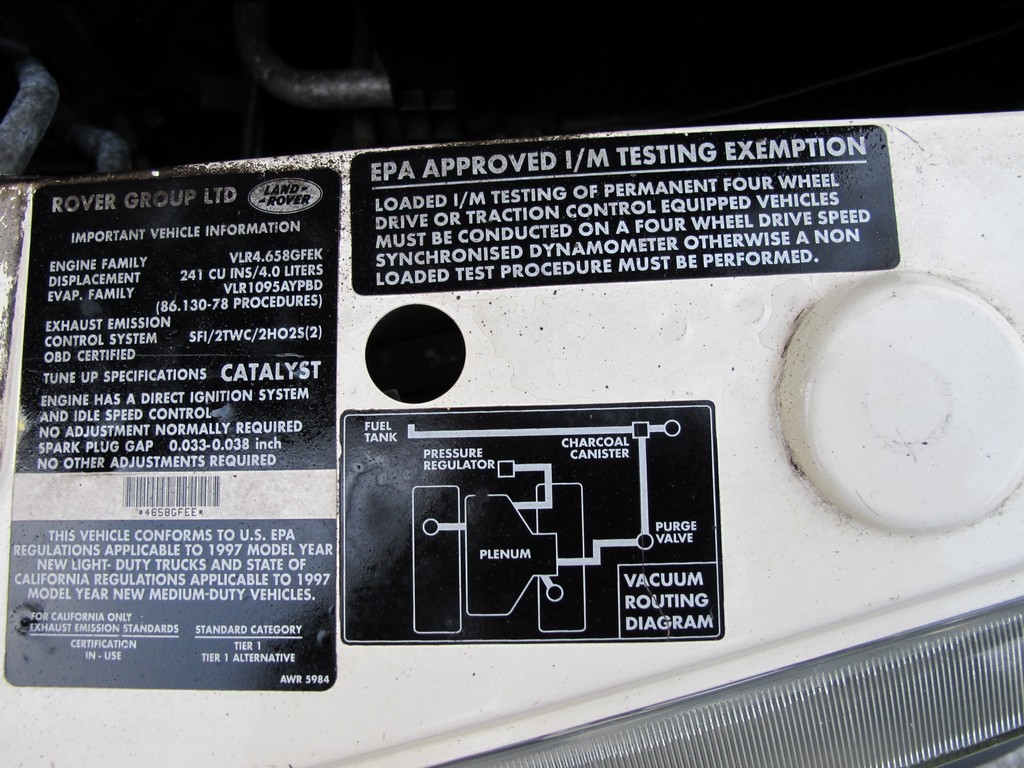 ROVER GROUP LTD
LAND-
-ROVER
IMPORTANT VEHICLE INFORMATION
ENGINE FAMILY VLR4.658GFEK
DISPLACEMENT 241 CU INS/4.0 LITERS
EVAP. FAMILY VLR1095AYPBD
(86.130-78 PROCEDURES)
EXHAUST EMISSION
CONTROL SYSTEM SFI/2TWC/2HO2S(2)
OBD CERTIFIED
TUNE UP SPECIFICATIONS CATALYST
ENGINE HAS A DIRECT IGNITION SYSTEM
AND IDLE SPEED CONTROL
NO ADJUSTMENT NORMALLY REQUIRED
SPARK PLUG GAP 0.033-0.038 inch
NO OTHER ADJUSTMENTS REQUIRED
*4658GFEE*
THIS VEHICLE CONFORMS TO U.S. EPA
REGULATIONS APPLICABLE TO 1997 MODEL YEAR
NEW LIGHT- DUTY TRUCKS AND STATE OF
CALIFORNIA REGULATIONS APPLICABLE TO 1997
MODEL YEAR NEW MEDIUM-DUTY VEHICLES.
FOR CALIFORNIA ONLY
EXHAUST EMISSION STANDARDS STANDARD CATEGORY
CERTIFICATION TIER 1
IN - USE TIER 1 ALTERNATIVE
AWR 5984
EPA APPROVED I/M TESTING EXEMPTION
LOADED I/M TESTING OF PERMANENT FOUR WHEEL
DRIVE OR TRACTION CONTROL EQUIPPED VEHICLES
MUST BE CONDUCTED ON A FOUR WHEEL DRIVE SPEED
SYNCHRONISED DYNAMOMETER OTHERWISE A NON
LOADED TEST PROCEDURE MUST BE PERFORMED.
FUEL
TANK
CHARCOAL
CANISTER
PRESSURE
REGULATOR
PLENUM
PURGE
VALVE
VACUUM
ROUTING
DIAGRAM